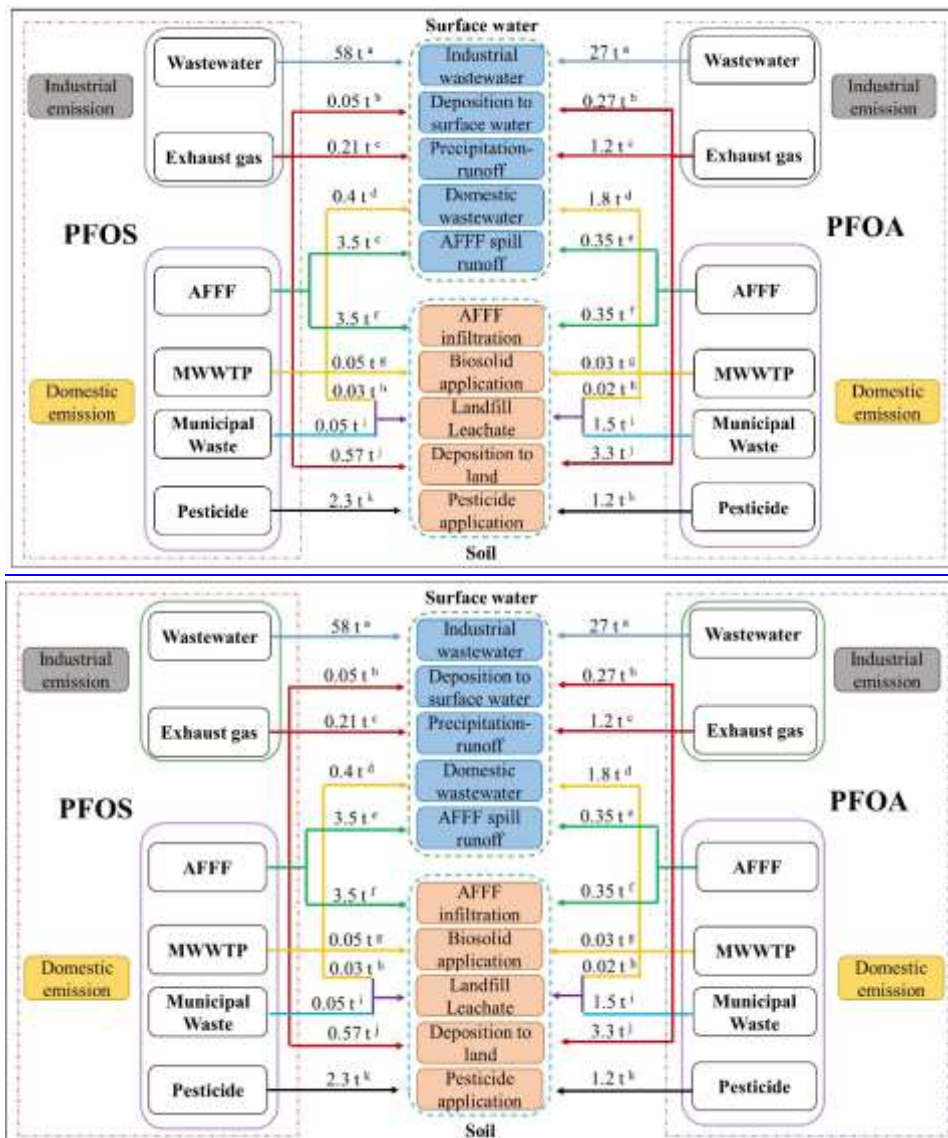 Surface water
Wastewater
58 t a
Industrial
wastewater
27 t a
Wastewater
Industrial
emission
Industrial
emission
0.05 t b
Deposition to
surface water
0.27 t b
Exhaust gas
0.21 t c
Precipitation-
runoff
1.2 t c
Exhaust gas
0.4 t d
Domestic
wastewater
1.8 t d
PFOS
PFOA
3.5 t
AFFF spill
runoff
0.35 t e
AFFF
AFFF
3.5 t f
AFFF
infiltration
0.35 t f
MWWTP
0.05 t g
Biosolid
application
0.03 t g
MWWTP
Domestic
emission
Domestic
emission
0.03 t h
Landfill
Leachate
0.02 t h
Municipal
Waste
0.05 t i
1.5 t i
Municipal
Waste
0.57 t j
Deposition to
land
3.3 t j
Pesticide
2.3 t k
Pesticide
application
1.2 t k
Pesticide
Soil
Surface water
Wastewater
58 t a
Industrial
wastewater
27 t a
Wastewater
Industrial
emission
Industrial
emission
0.05 t b
Deposition to
surface water
0.27 t b
Exhaust gas
0.21 t c
Precipitation-
runoff
1.2 t c
Exhaust gas
0.4 t d
Domestic
wastewater
1.8 t d
PFOS
PFOA
3.5 t e
AFFF spill
runoff
0.35 t e
AFFF
AFFF
3.5 t f
AFFF
infiltration
0.35 t f
MWWTP
0.05 t g
Biosolid
application
0.03 t g
MWWTP
Domestic
emission
Domestic
emission
0.03 t h
Landfill
Leachate
0.02 t h
Municipal
Waste
0.05 t i
1.5 t i
Municipal
Waste
0.57 t j
Deposition to
land
3.3 t j
Pesticide
2.3 t k
Pesticide
application
1.2 t k
Pesticide
Soil